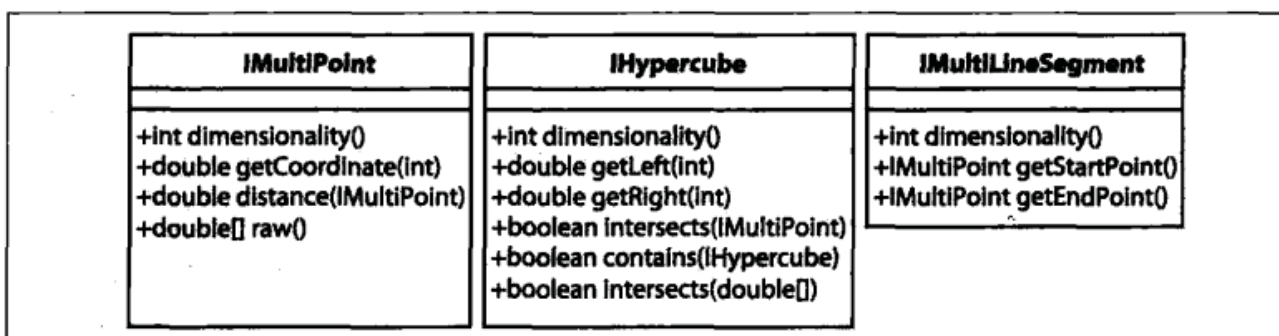 IMultiPoint
+int dimensionality()
+double getCoordinate(int)
+double distance(IMultiPoint)
+double[] raw()
IHypercube
+int dimensionality()
+double getLeft(int)
+double getRight(int)
+boolean intersects(IMultiPoint)
+boolean contains(IHypercube)
+boolean intersects(double[])
IMultiLineSegment
+int dimensionality()
+IMultiPoint getStartPoint()
+IMultiPoint getEndPoint()